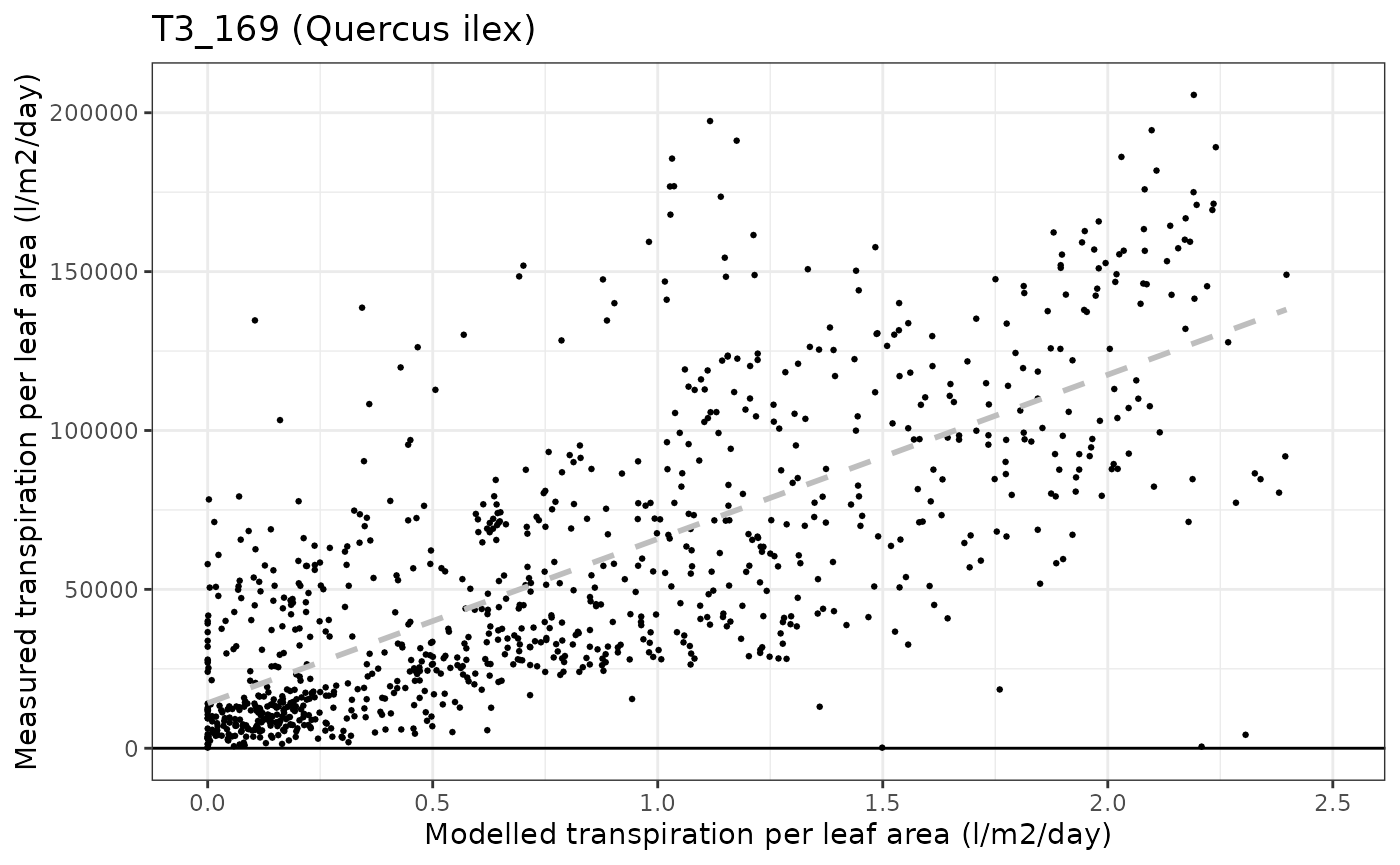 T3_169 (Quercus ilex)
Measured transpiration per leaf area (l/m2/day)
200000
150000
100000
50000
0
0.0 0.5 1.0 1.5 2.0 2.5
Modelled transpiration per leaf area (l/m2/day)